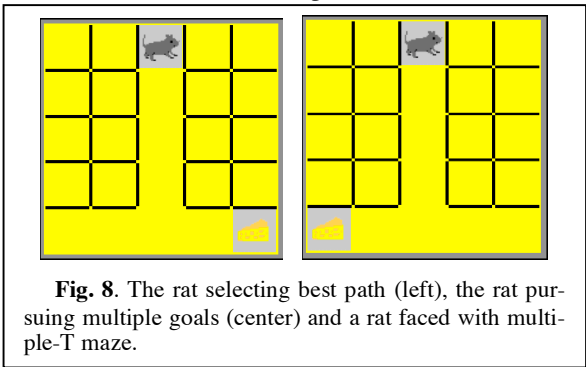 Fig. 8. The rat selecting best path (left), the rat pur-
suing multiple goals (center) and a rat faced with multi-
ple-T maze.